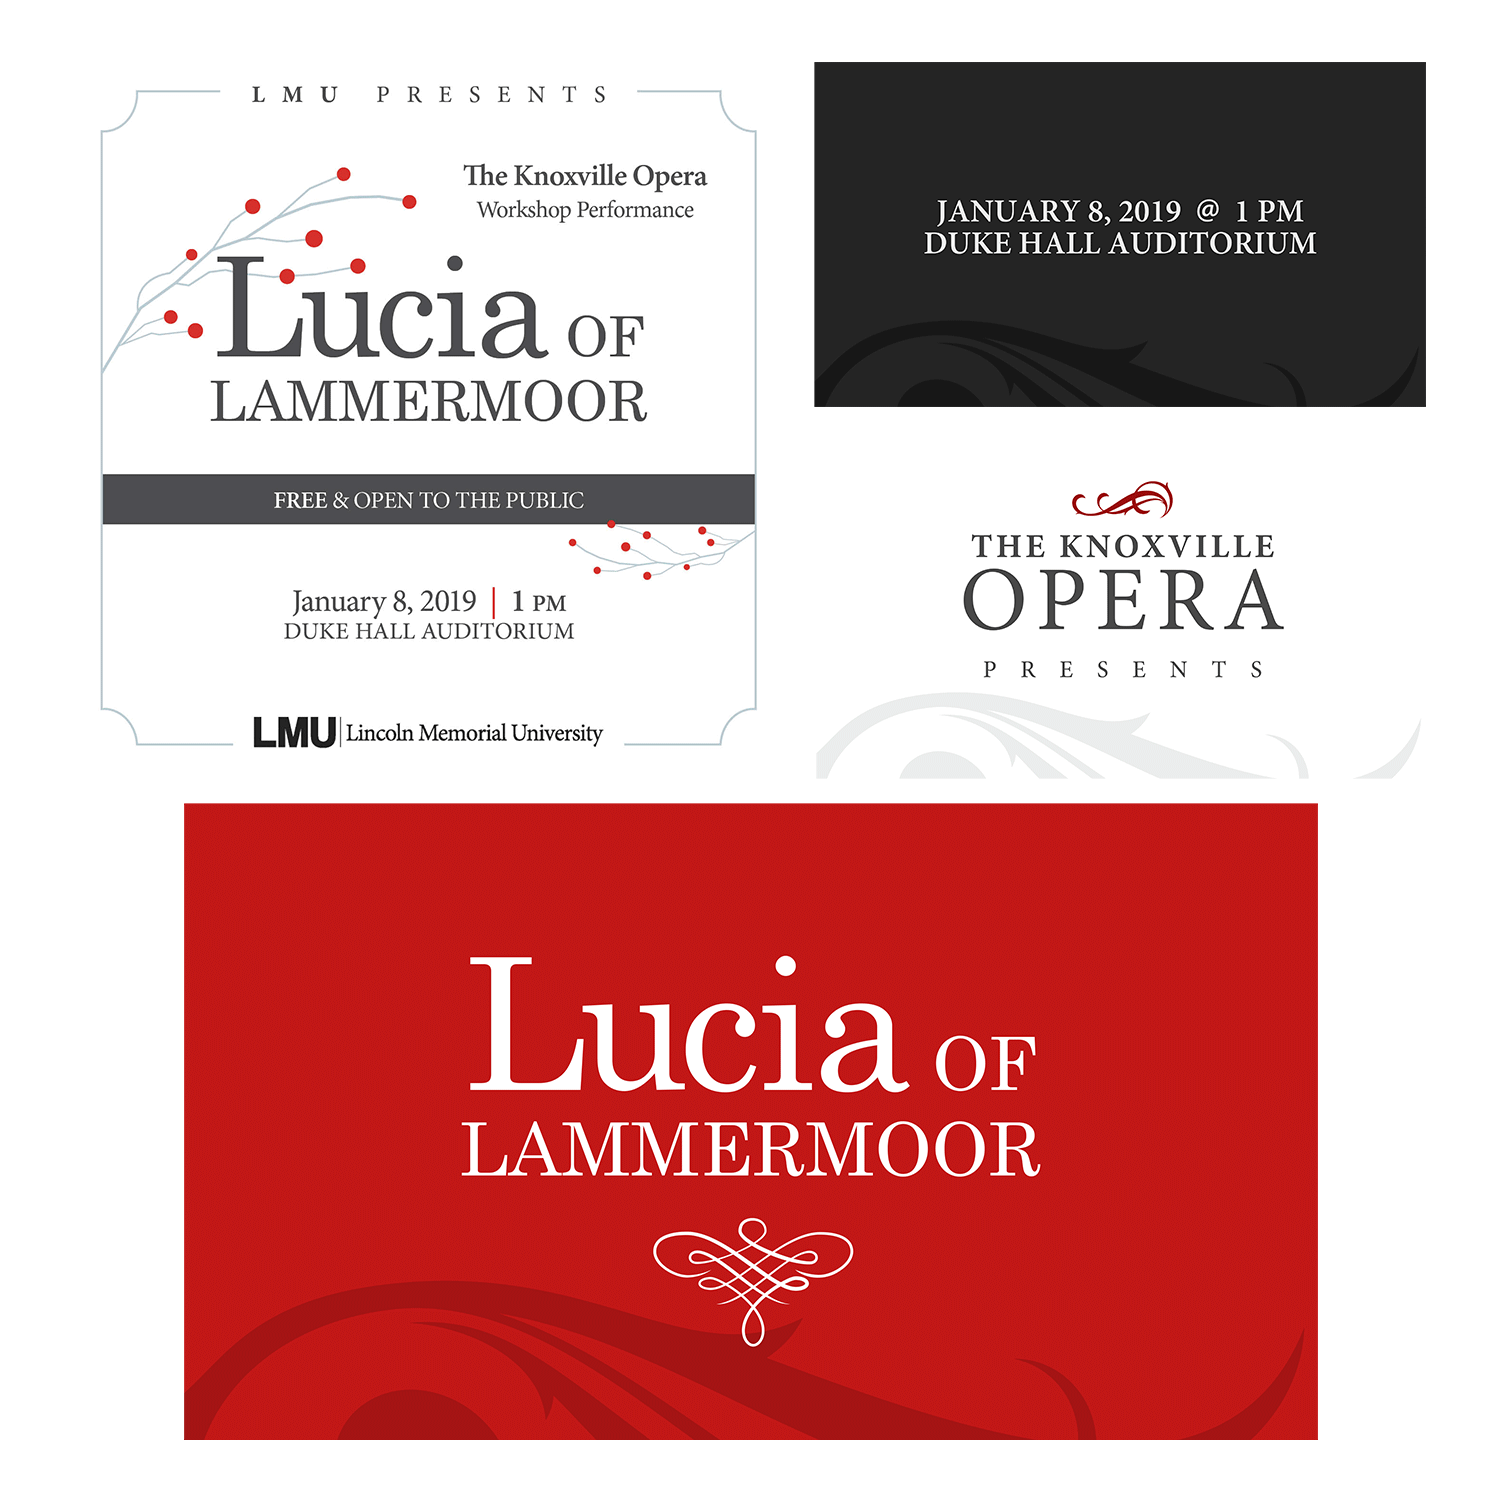 LMU PRESENTS
The Knoxville Opera
Workshop Performance
Lucia OF
LAMMERMOOR
FREE & OPEN TO THE PUBLIC
January 8, 2019 | 1 PM
DUKE HALL AUDITORIUM
LMU | Lincoln Memorial University
JANUARY 8, 2019 @ 1 PM
DUKE HALL AUDITORIUM
THE KNOXVILLE
OPERA
PRESENTS
Lucia OF
LAMMERMOOR